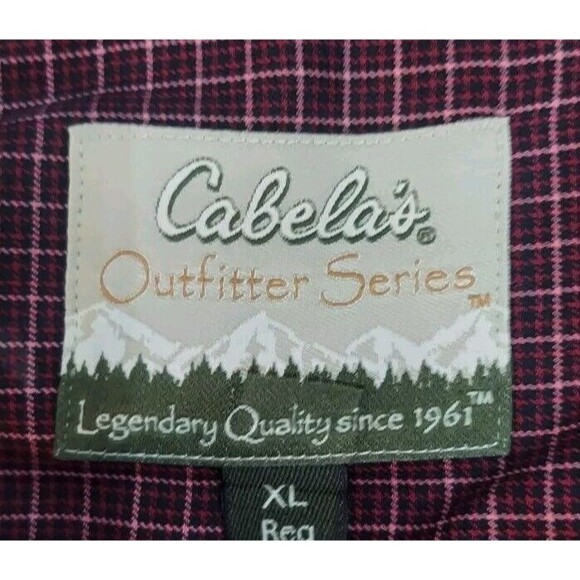 Cabela's®
Outfitter Series™
Legendary Quality since 1961™
XL
Reg